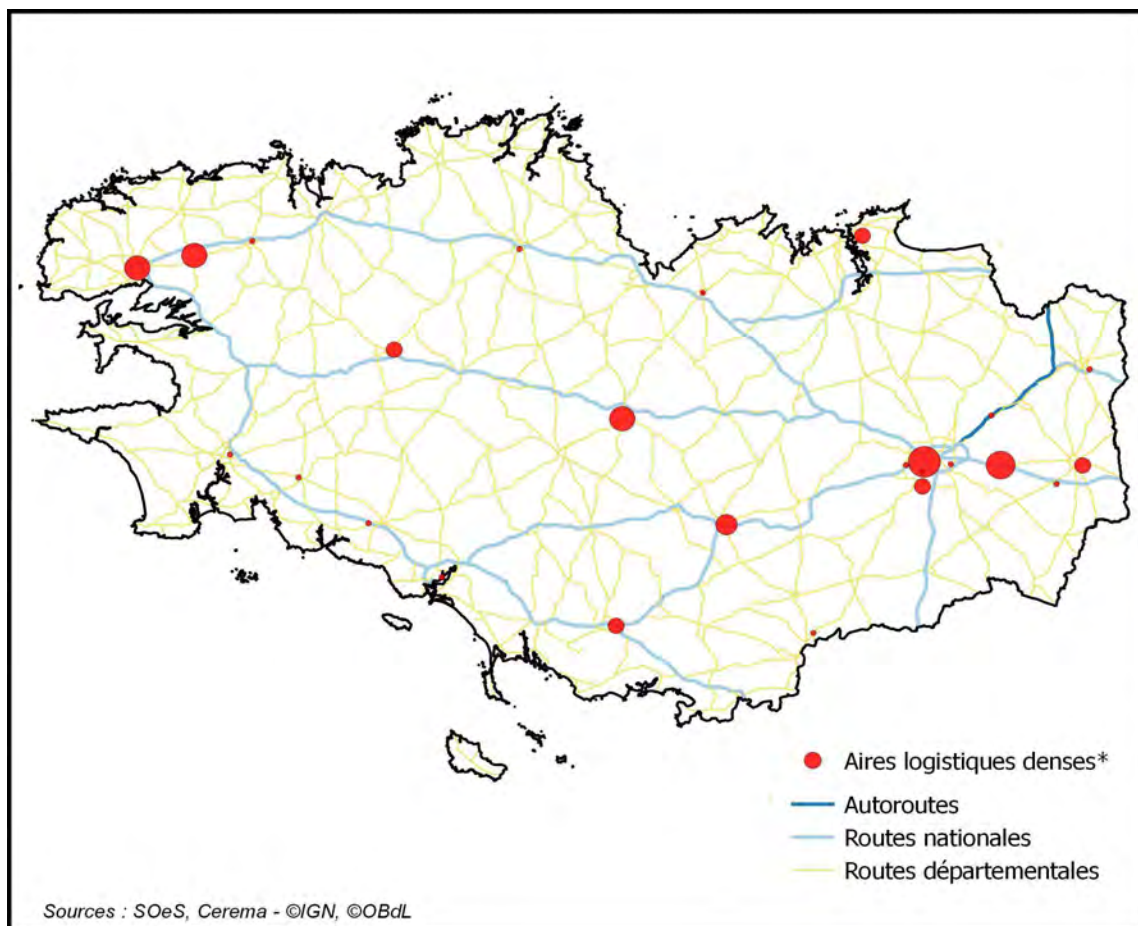 Aires logistiques denses*
Autoroutes
Routes nationales
Routes départementales
Sources : SOeS, Cerema - ©IGN, ©OBdL